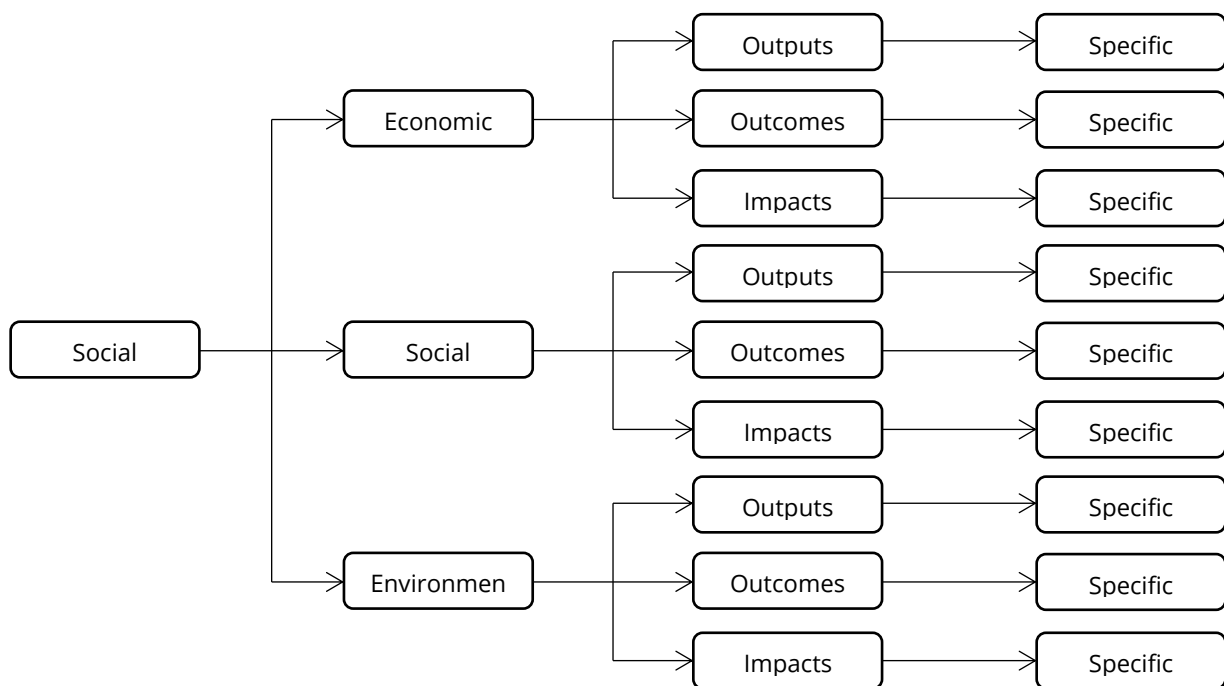 Outputs
Specific
Economic
Outcomes
Specific
Impacts
Specific
Outputs
Specific
Social
Social
Outcomes
Specific
Impacts
Specific
Outputs
Specific
Environmen
Outcomes
Specific
Impacts
Specific